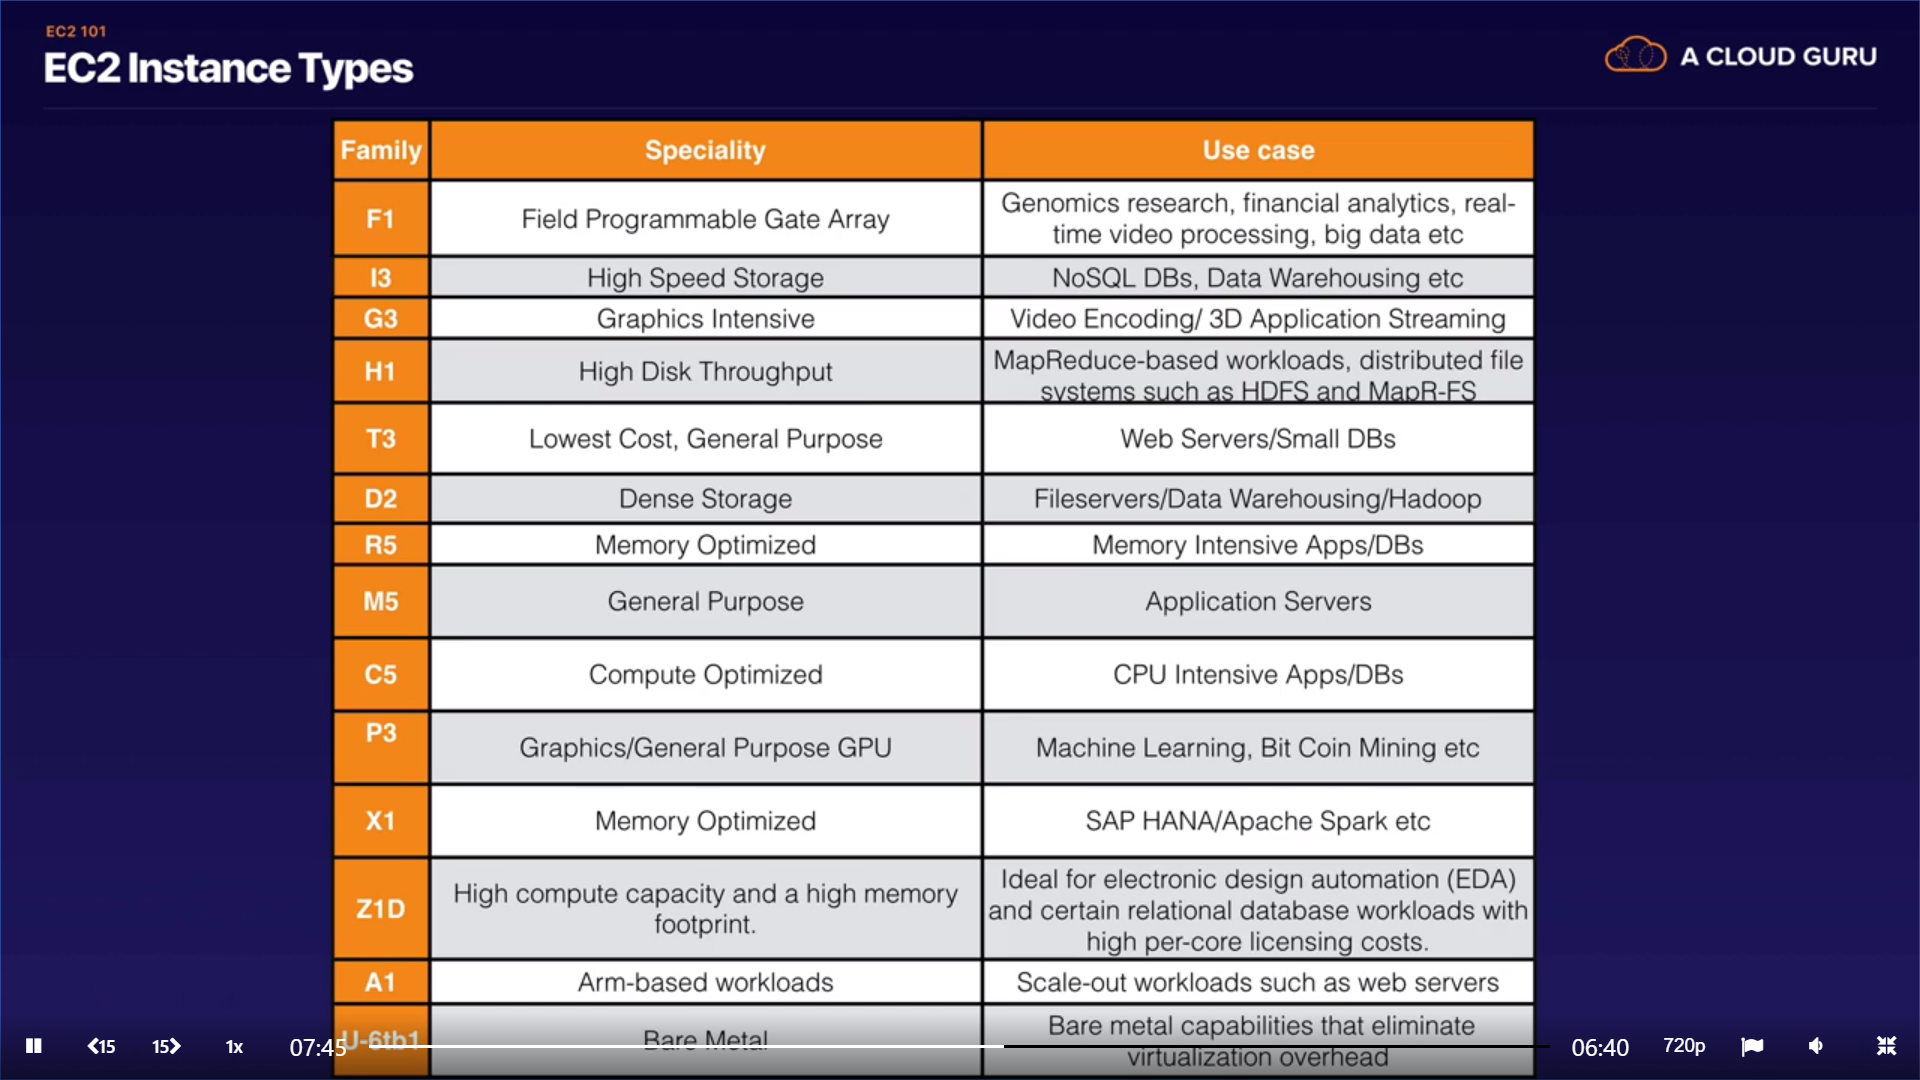 EC2 101
EC2 Instance Types
A CLOUD GURU
Family Speciality Use case
F1 Field Programmable Gate Array Genomics research, financial analytics, real-
time video processing, big data etc
I3 High Speed Storage NoSQL DBs, Data Warehousing etc
G3 Graphics Intensive Video Encoding/ 3D Application Streaming
H1 High Disk Throughput MapReduce-based workloads, distributed file
systems such as HDFS and MapR-FS
T3 Lowest Cost, General Purpose Web Servers/Small DBs
D2 Dense Storage Fileservers/Data Warehousing/Hadoop
R5 Memory Optimized Memory Intensive Apps/DBs
M5 General Purpose Application Servers
C5 Compute Optimized CPU Intensive Apps/DBs
P3 Graphics/General Purpose GPU Machine Learning, Bit Coin Mining etc
X1 Memory Optimized SAP HANA/Apache Spark etc
Z1D High compute capacity and a high memory
footprint.
Ideal for electronic design automation (EDA)
and certain relational database workloads with
high per-core licensing costs.
A1 Arm-based workloads Scale-out workloads such as web servers
U-6tb1 Bare Metal Bare metal capabilities that eliminate
virtualization overhead
15 15 1x 07:45 06:40 720p